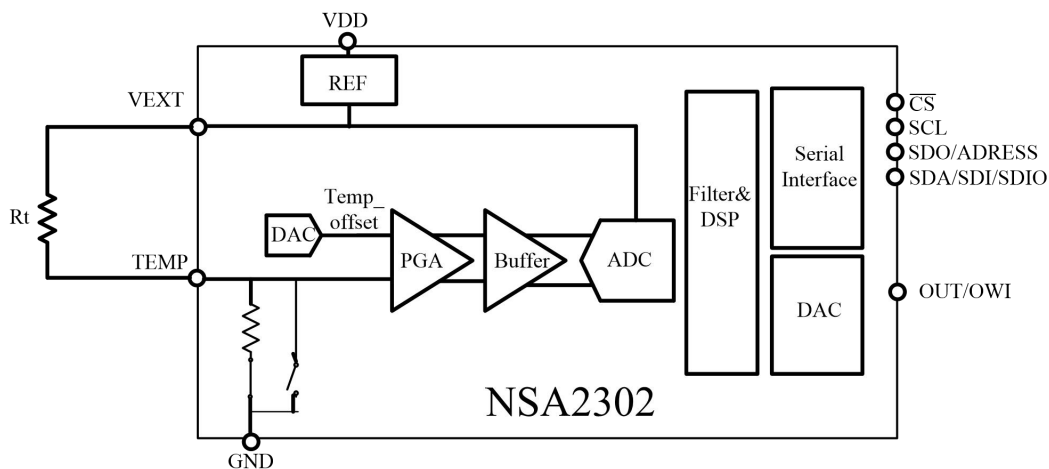 VDD
REF
VEXT
CS
SCL
SDO/ADRESS
SDA/SDI/SDIO
Serial
Interface
Filter&
DSP
Rt
Temp_
offset
DAC
TEMP
PGA
Buffer
ADC
OUT/OWI
DAC
NSA2302
GND